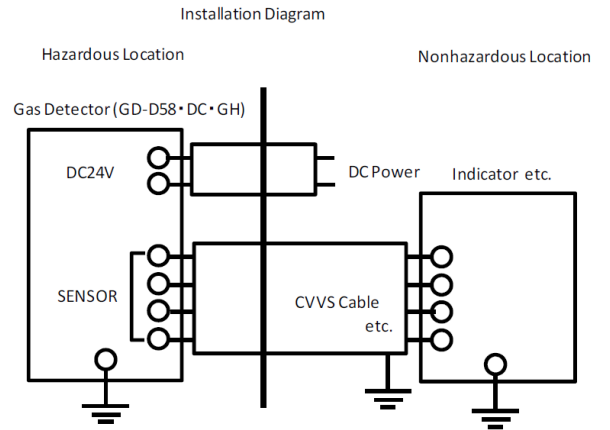 Installation Diagram
Hazardous Location
Nonhazardous Location
Gas Detector (GD-D58・DC・GH)
DC24V
DC Power
Indicator etc.
SENSOR
CVVS Cable
etc.